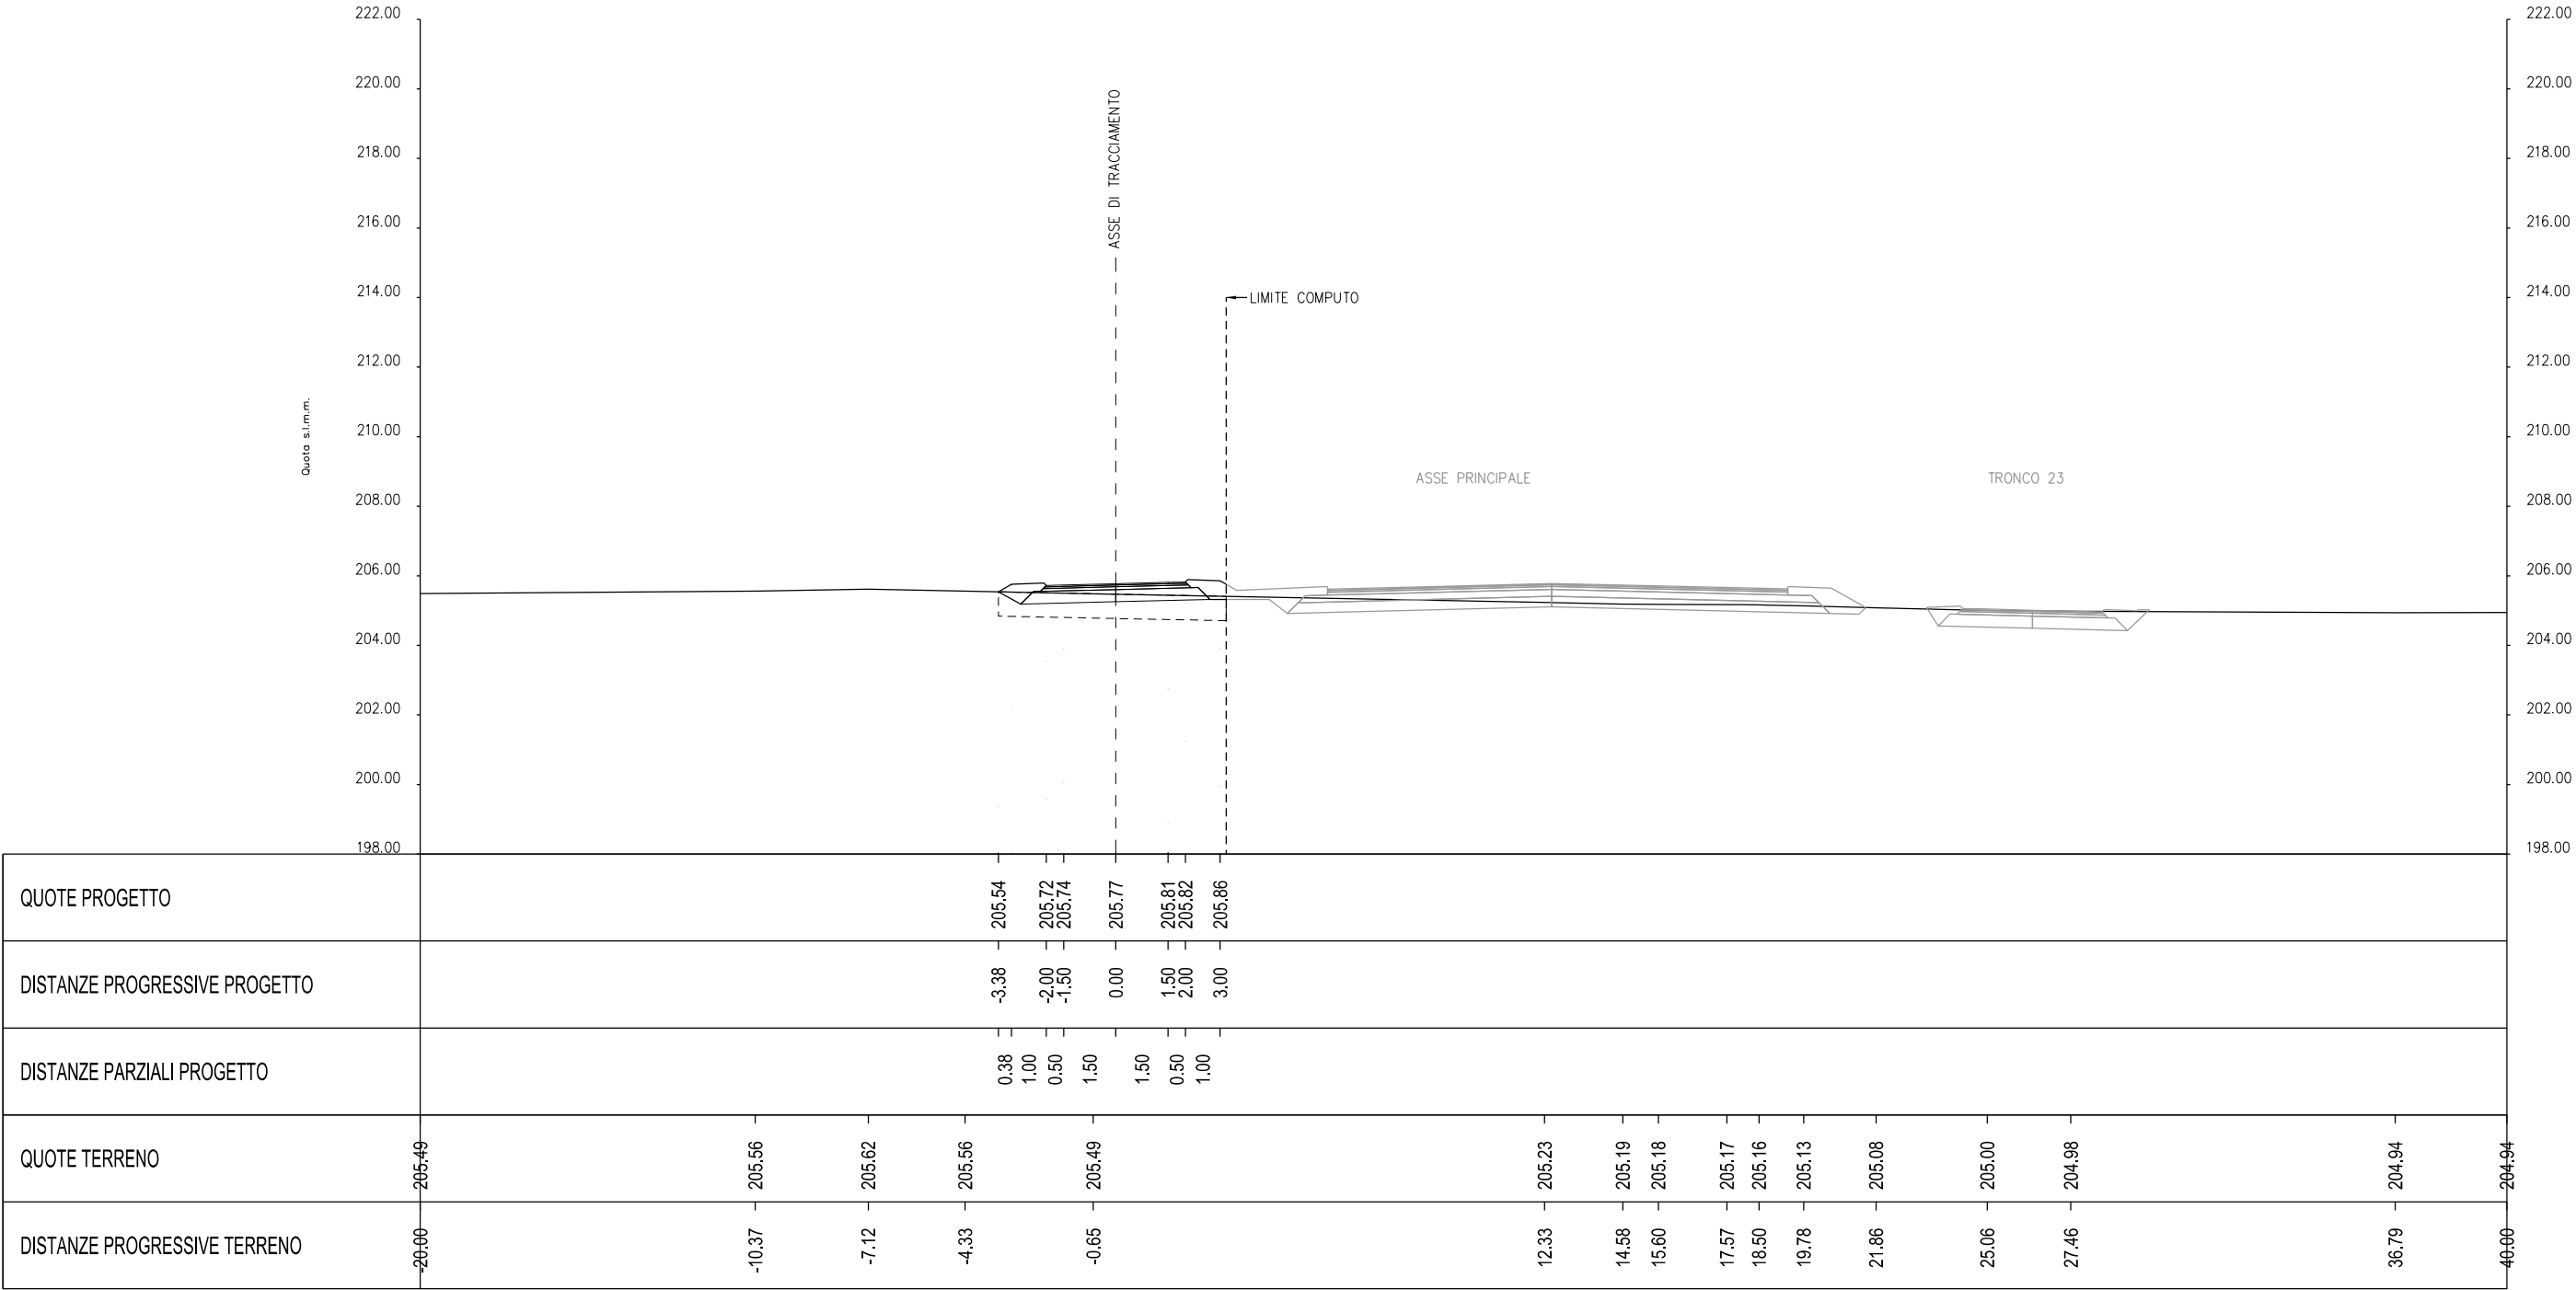 222.00 222.00
220.00 220.00
218.00 218.00
216.00 216.00
214.00 214.00
212.00 212.00
210.00 210.00
208.00 208.00
206.00 206.00
204.00 204.00
202.00 202.00
200.00 200.00
198.00 198.00
Quota s.l.m.m.
ASSE DI TRACCIAMENTO
LIMITE COMPUTO
ASSE PRINCIPALE
TRONCO 23
QUOTE PROGETTO 205.54 205.72 205.74 205.77 205.81 205.82 205.86
DISTANZE PROGRESSIVE PROGETTO -3.38 -2.00 -1.50 0.00 1.50 2.00 3.00
DISTANZE PARZIALI PROGETTO 0.38 1.00 0.50 1.50 1.50 0.50 1.00
QUOTE TERRENO 205.49 205.56 205.62 205.56 205.49 205.23 205.19 205.18 205.17 205.16 205.13 205.08 205.00 204.98 204.94 204.94
DISTANZE PROGRESSIVE TERRENO -20.00 -10.37 -7.12 -4.33 -0.65 12.33 14.58 15.60 17.57 18.50 19.78 21.86 25.06 27.46 36.79 40.00